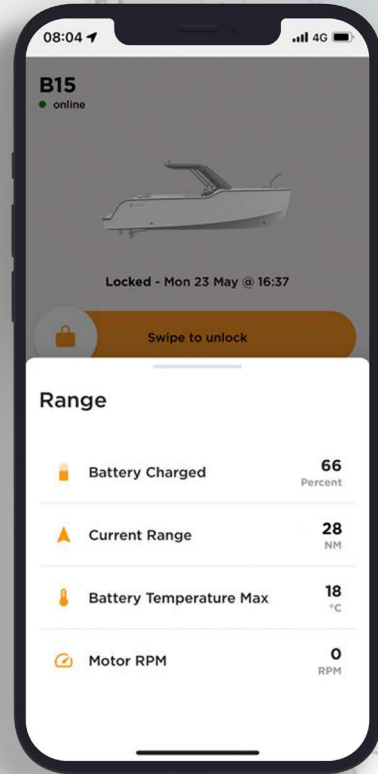 08:04
4G
B15
online
Locked - Mon 23 May @ 16:37
Swipe to unlock
Range
Battery Charged
66
Percent
Current Range
28
NM
Battery Temperature Max
18
°C
Motor RPM
0
RPM